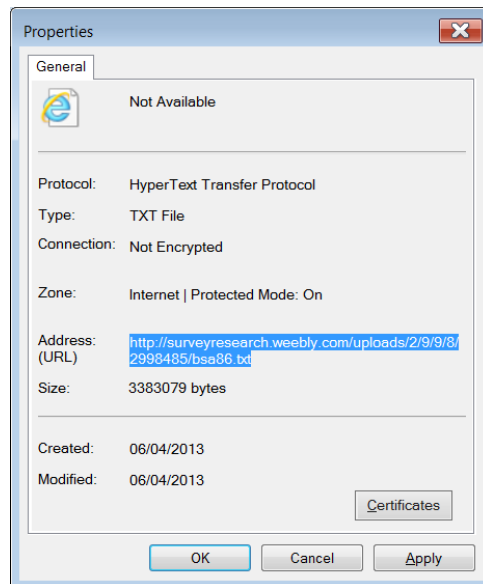 Properties
General
Not Available
Protocol: HyperText Transfer Protocol
Type: TXT File
Connection: Not Encrypted
Zone: Internet | Protected Mode: On
Address: http://surveyresearch.weebly.com/uploads/2/9/9/8/
(URL) 2998485/bsa86.txt
Size: 3383079 bytes
Created: 06/04/2013
Modified: 06/04/2013
Certificates
OK Cancel Apply